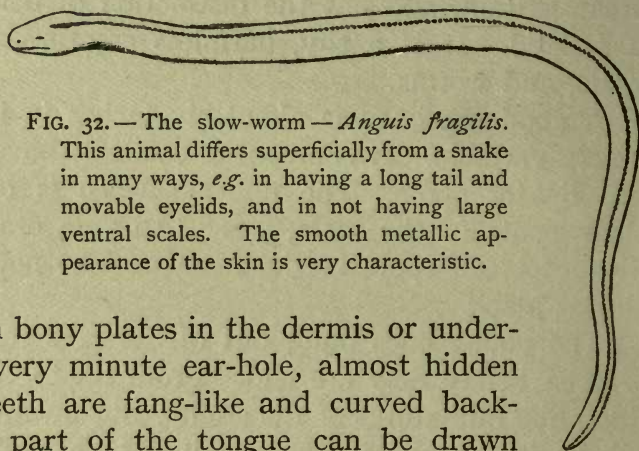 FIG. 32. — The slow-worm — Anguis fragilis.
This animal differs superficially from a snake
in many ways, e.g. in having a long tail and
movable eyelids, and in not having large
ventral scales. The smooth metallic ap-
pearance of the skin is very characteristic.
bony plates in the dermis or under-
very minute ear-hole, almost hidden
are fang-like and curved back-
part of the tongue can be drawn